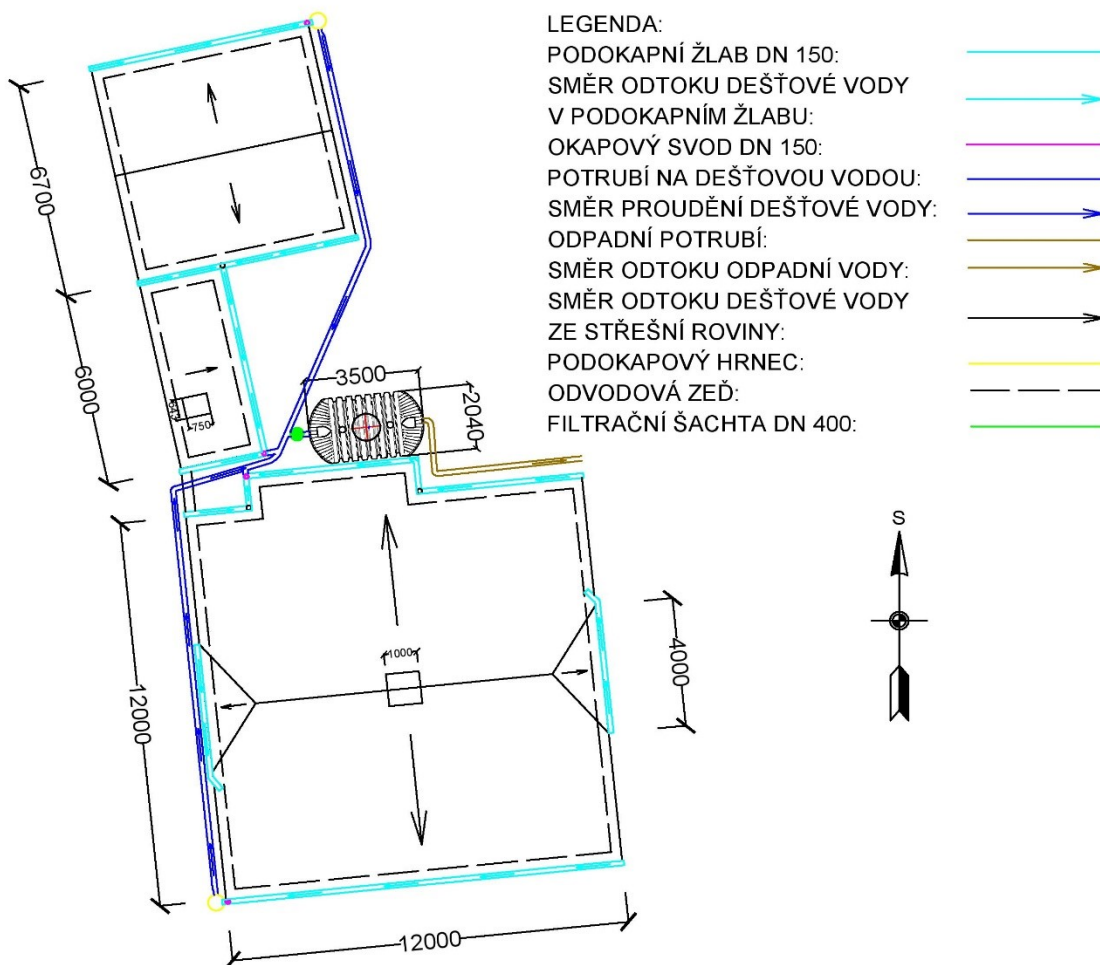 LEGENDA:
PODOKAPNÍ ŽLAB DN 150:
SMĚR ODTOKU DEŠŤOVÉ VODY
V PODOKAPNÍM ŽLABU:
OKAPOVÝ SVOD DN 150:
POTRUBÍ NA DEŠŤOVOU VODOU:
SMĚR PROUDĚNÍ DEŠŤOVÉ VODY:
ODPADNÍ POTRUBÍ:
SMĚR ODTOKU ODPADNÍ VODY:
SMĚR ODTOKU DEŠŤOVÉ VODY
ZE STŘEŠNÍ ROVINY:
PODOKAPOVÝ HRNEC:
ODVODOVÁ ZEĎ:
FILTRAČNÍ ŠACHTA DN 400:
6700
6000
3500
2040
750
S
4000
1000
12000
12000